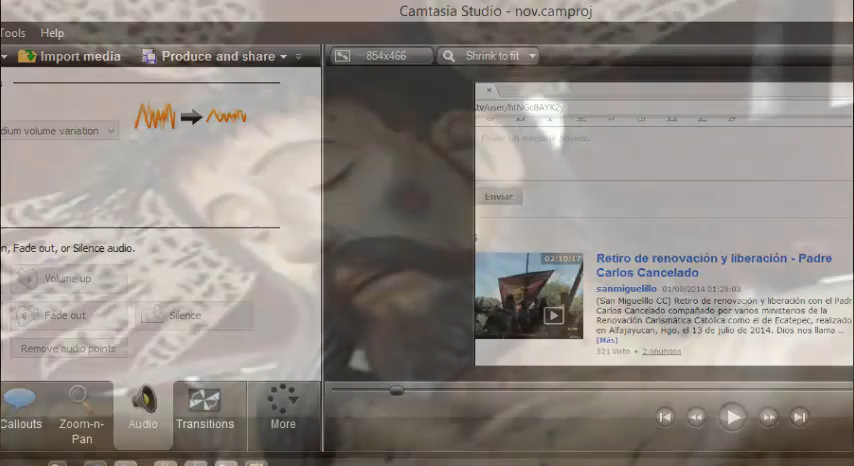 Camtasia Studio - nov.camproj
Tools Help
Import media
Produce and share
854x466
Shrink to fit
tv/user/htNGc8AYK2y
dium volume variation
Enviar
n, Fade out, or Silence audio.
Volume up
Fade out
Silence
Remove audio points
02:10:17
Retiro de renovación y liberación - Padre
Carlos Cancelado
sanmiguelillo 01/08/2014 01:28:03
(San Miguelillo CC) Retiro de renovación y liberación con el Padr
Carlos Cancelado compañado por varios ministerios de la
Renovación Carismática Católica como el de Ecatepec, realizado
en Alfajayucan, Hgo. el 13 de julio de 2014. Dios nos llama ...
[Más]
521 Visto • 2 Anuncios
Callouts
Zoom-n-
Pan
Audio
Transitions
More